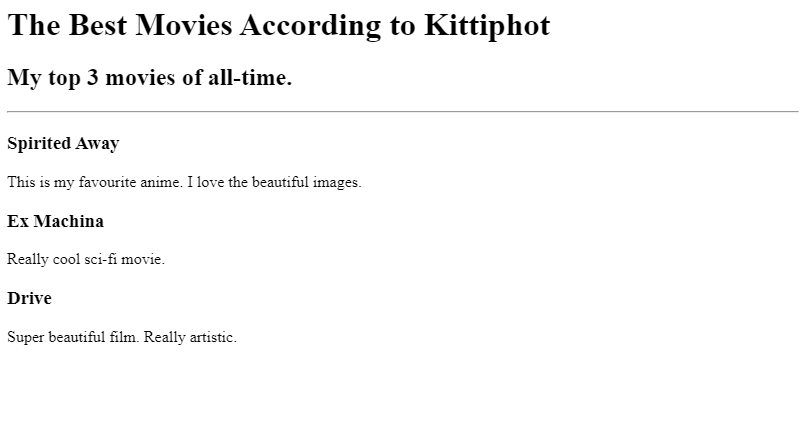 The Best Movies According to Kittiphot
My top 3 movies of all-time.
Spirited Away
This is my favourite anime. I love the beautiful images.
Ex Machina
Really cool sci-fi movie.
Drive
Super beautiful film. Really artistic.